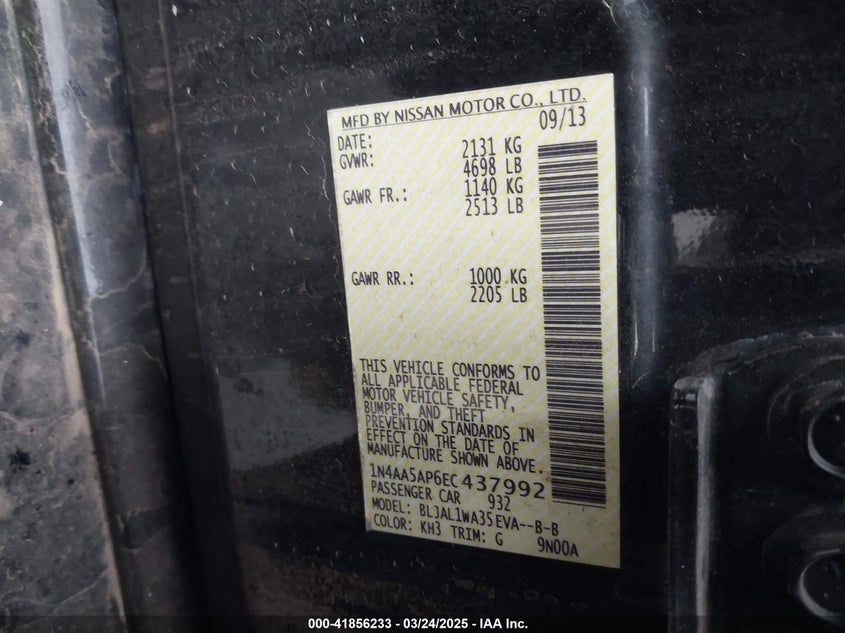 MFD BY NISSAN MOTOR CO., LTD.
DATE: 09/13
GVWR: 2131 KG
4698 LB
GAWR FR.: 1140 KG
2513 LB
GAWR RR.: 1000 KG
2205 LB
THIS VEHICLE CONFORMS TO
ALL APPLICABLE FEDERAL
MOTOR VEHICLE SAFETY,
BUMPER, AND THEFT
PREVENTION STANDARDS IN
EFFECT ON THE DATE OF
MANUFACTURE SHOWN ABOVE.
1N4AA5AP6EC437992
PASSENGER CAR 932
MODEL: BLJAL1WA35EVA--B-B
COLOR: KH3 TRIM: G 9N00A
000-41856233 - 03/24/2025 - IAA Inc.